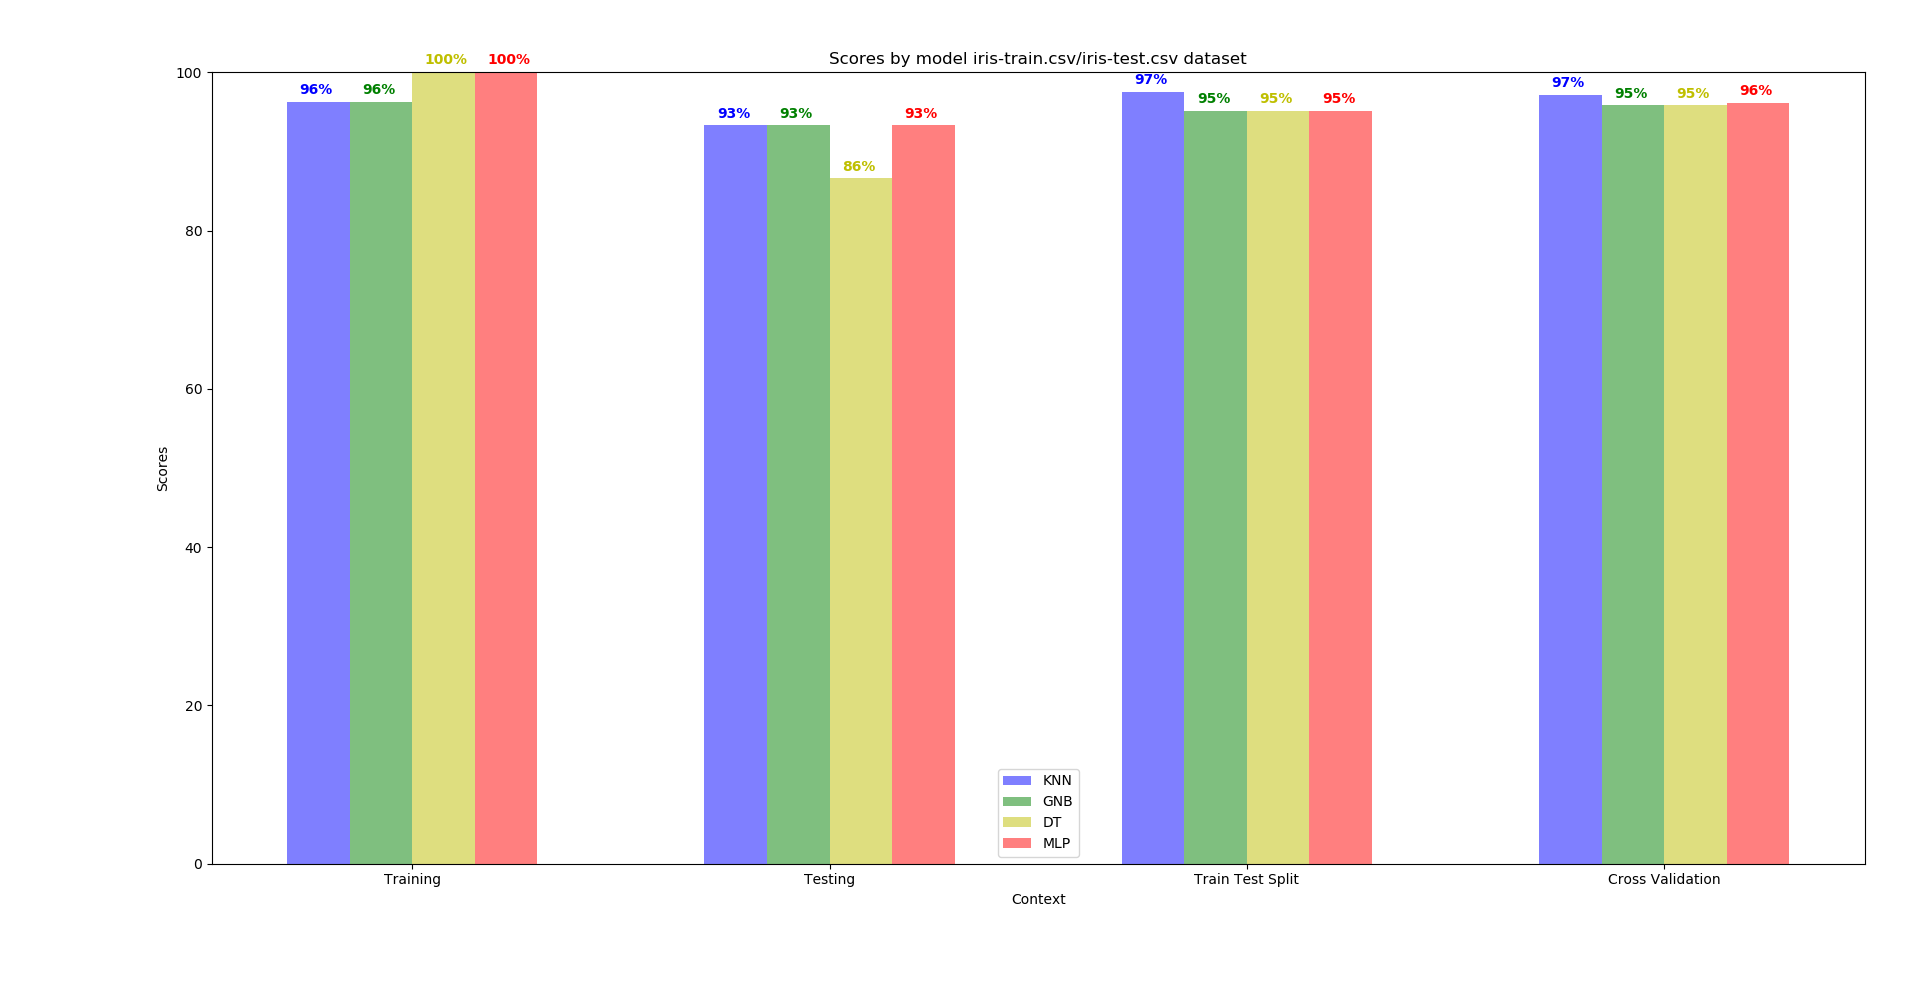 Scores by model iris-train.csv/iris-test.csv dataset
100% 100%
96% 96%
93% 93% 93%
86%
97%
95% 95% 95%
97%
95% 95% 96%
100
80
60
40
20
0
Scores
KNN
GNB
DT
MLP
Training Testing Train Test Split Cross Validation
Context